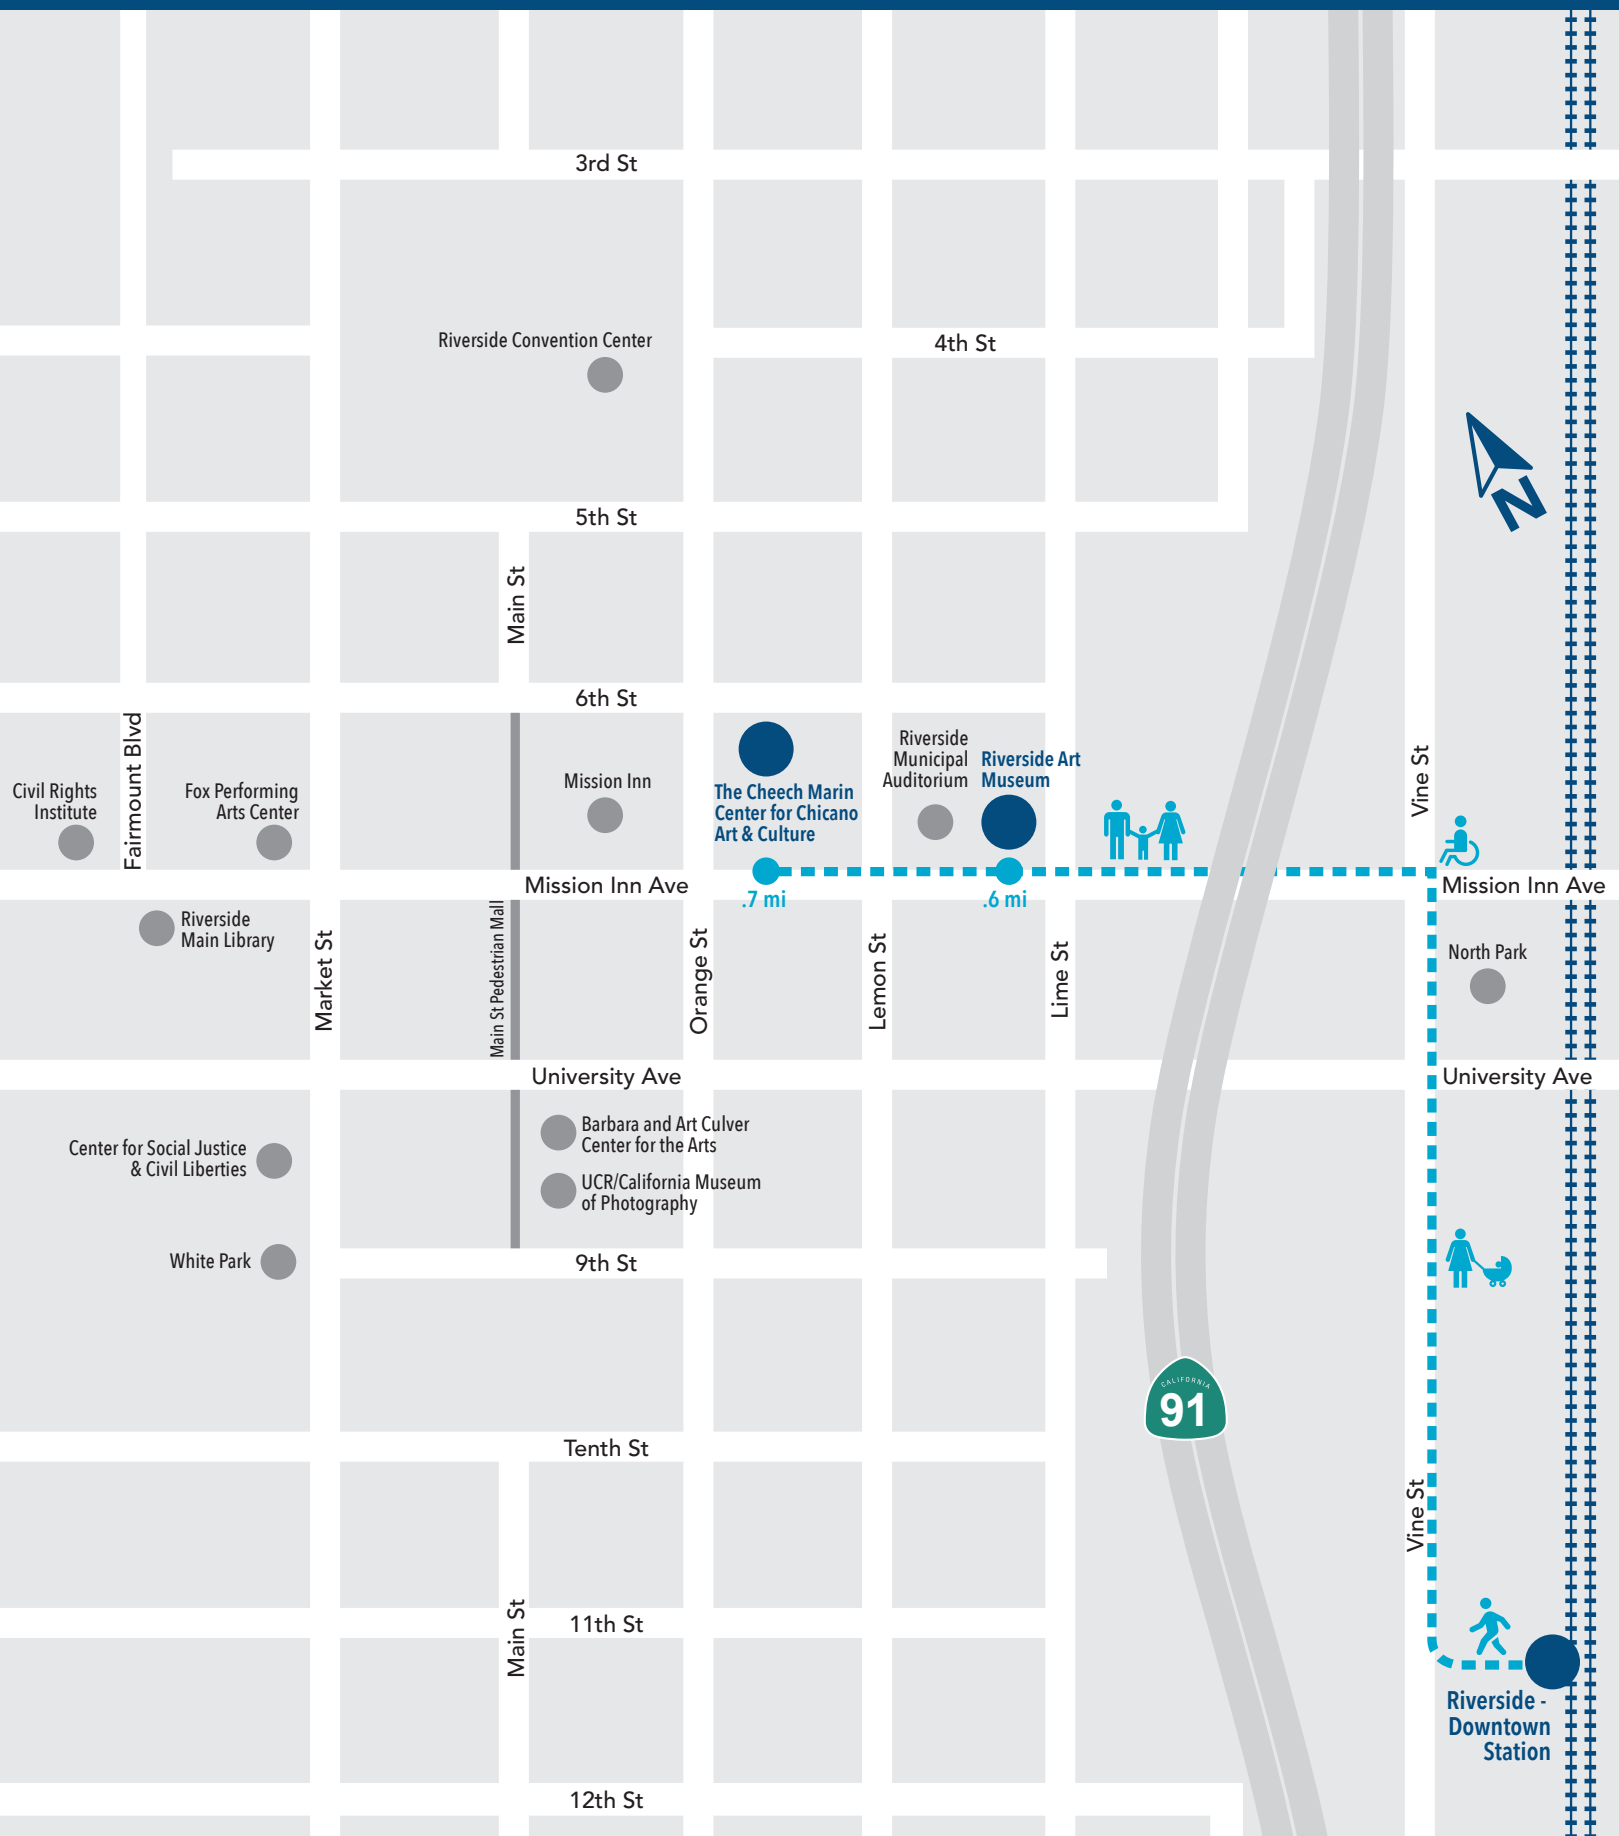 3rd St
Riverside Convention Center
4th St
5th St
Main St
6th St
Fairmount Blvd
Civil Rights
Institute
Fox Performing
Arts Center
Mission Inn
The Cheech Marin
Center for Chicano
Art & Culture
Riverside
Municipal
Auditorium
Riverside Art
Museum
Vine St
N
Mission Inn Ave
.7 mi
.6 mi
Mission Inn Ave
Riverside
Main Library
Market St
Main St Pedestrian Mall
Orange St
Lemon St
Lime St
North Park
University Ave
University Ave
Center for Social Justice
& Civil Liberties
Barbara and Art Culver
Center for the Arts
UCR/California Museum
of Photography
White Park
9th St
CALIFORNIA
91
Tenth St
Vine St
11th St
Main St
Riverside -
Downtown
Station
12th St